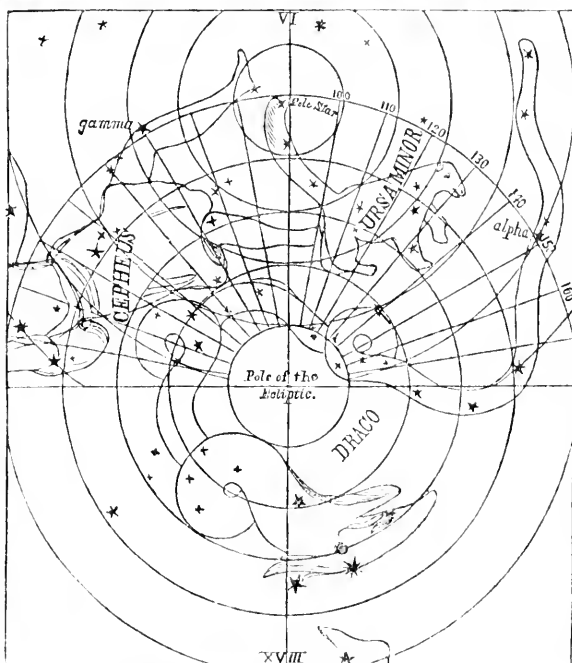 VI
Pole Star
100
110
120
130
140
gamma
URSA MINOR
alpha
160
CEPHEUS
Pole of the
Ecliptic.
DRACO
XVIII